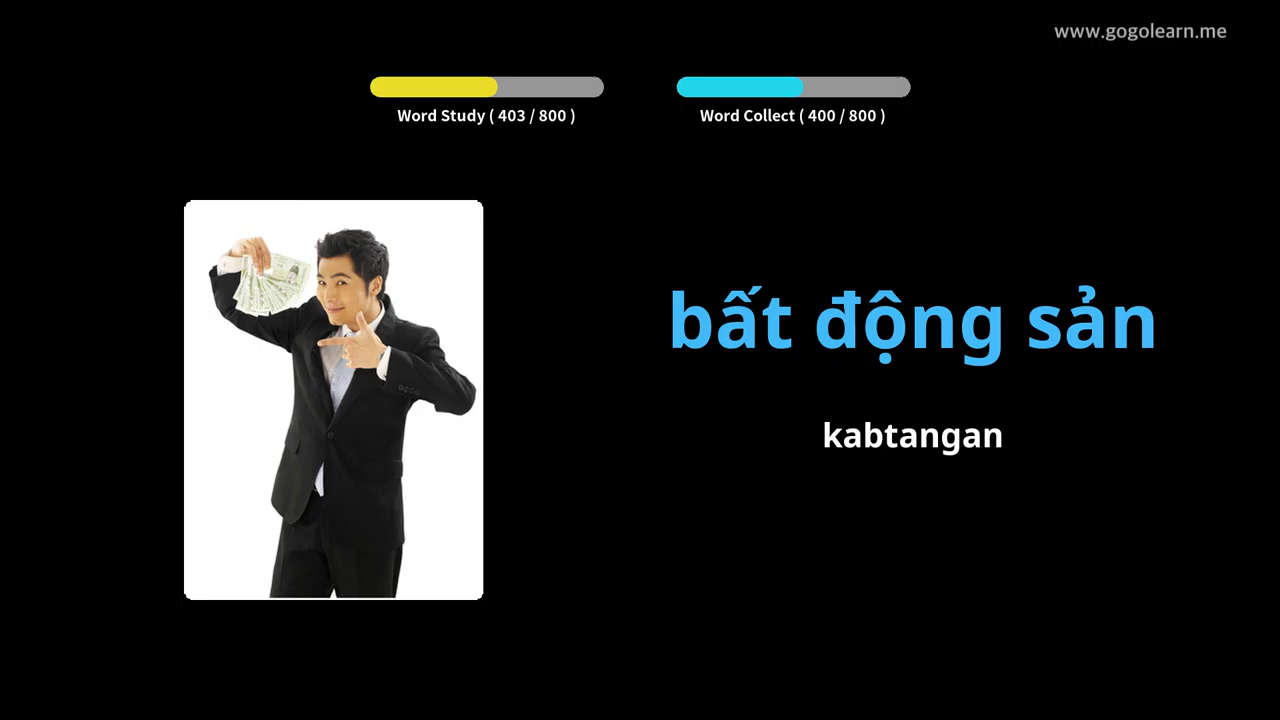 www.gogolearn.me
Word Study ( 403 / 800 )
Word Collect ( 400 / 800 )
bất động sản
kabtangan